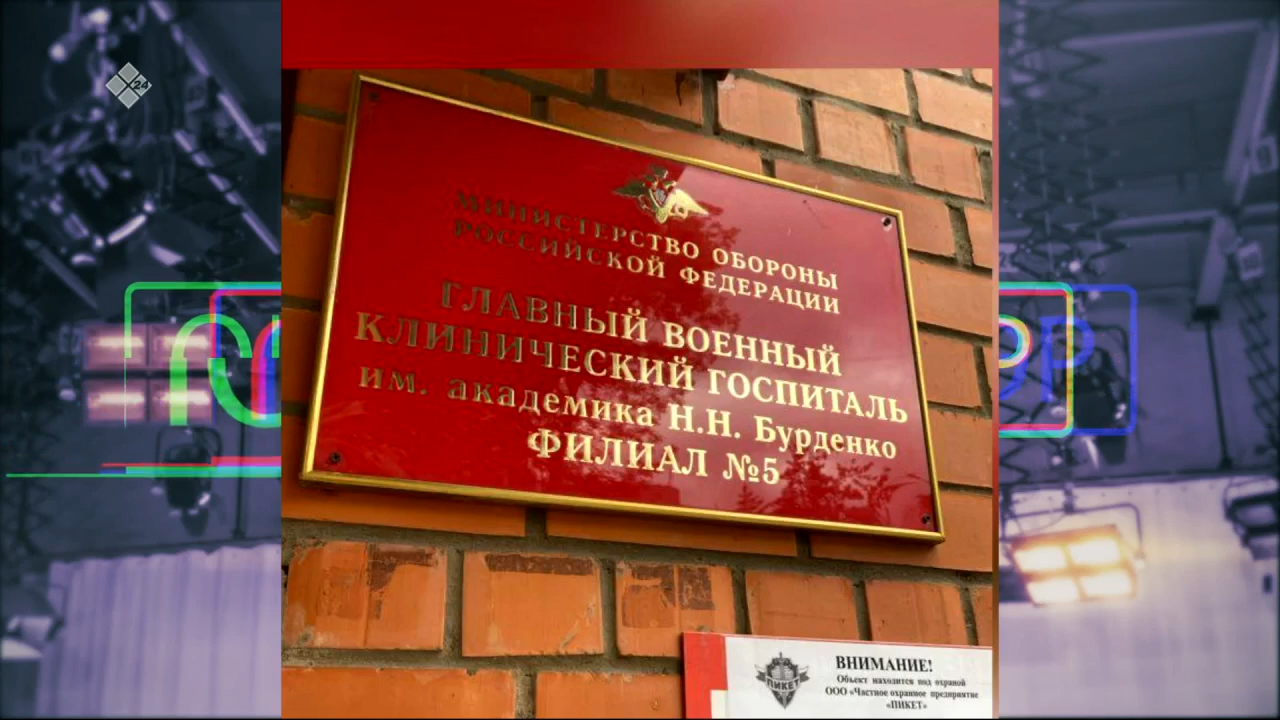 24
МИНИСТЕРСТВО ОБОРОНЫ
РОССИЙСКОЙ ФЕДЕРАЦИИ
ГЛАВНЫЙ ВОЕННЫЙ
КЛИНИЧЕСКИЙ ГОСПИТАЛЬ
им. академика Н.Н. Бурденко
ФИЛИАЛ №5
ПИКЕТ
ВНИМАНИЕ!
Объект находится под охраной
ООО «Частное охранное предприятие
«ПИКЕТ»